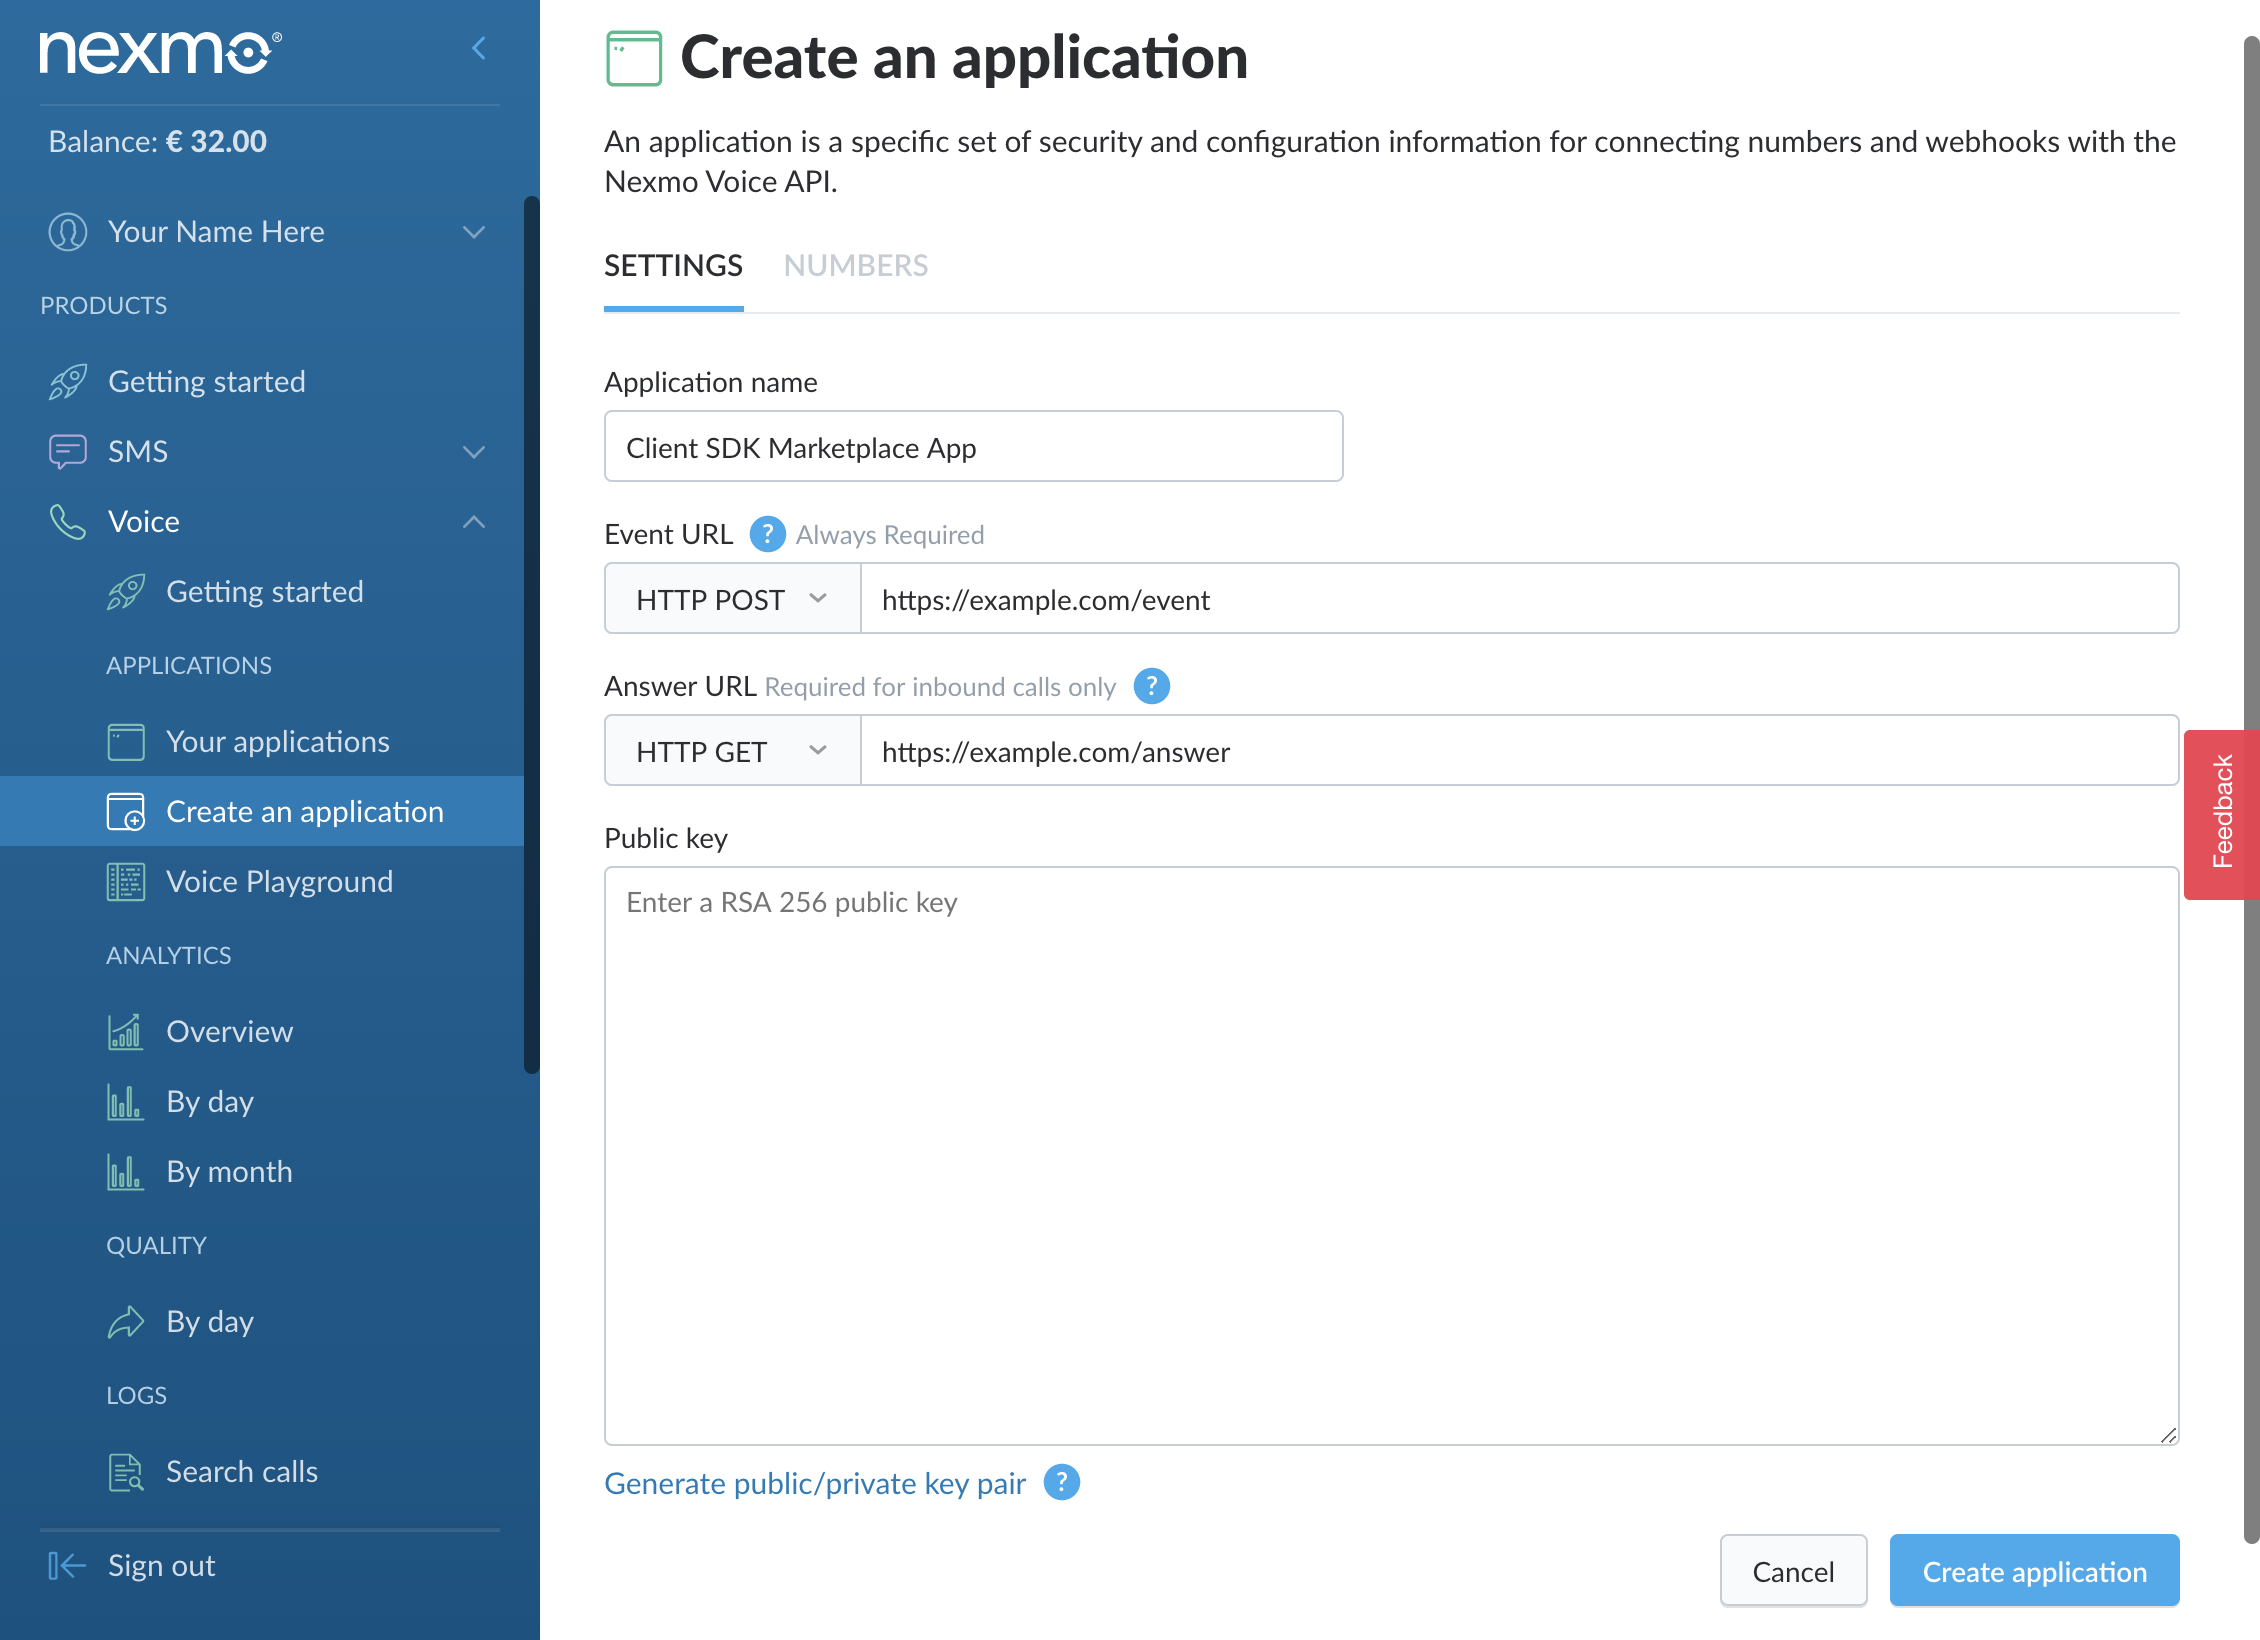 nexmo®
Balance: € 32.00
Your Name Here
PRODUCTS
Getting started
SMS
Voice
Getting started
APPLICATIONS
Your applications
Create an application
Voice Playground
ANALYTICS
Overview
By day
By month
QUALITY
By day
LOGS
Search calls
Sign out
Create an application
An application is a specific set of security and configuration information for connecting numbers and webhooks with the
Nexmo Voice API.
SETTINGS NUMBERS
Application name
Client SDK Marketplace App
Event URL ? Always Required
HTTP POST https://example.com/event
Answer URL Required for inbound calls only ?
HTTP GET https://example.com/answer
Public key
Enter a RSA 256 public key
Generate public/private key pair ?
Cancel Create application
Feedback